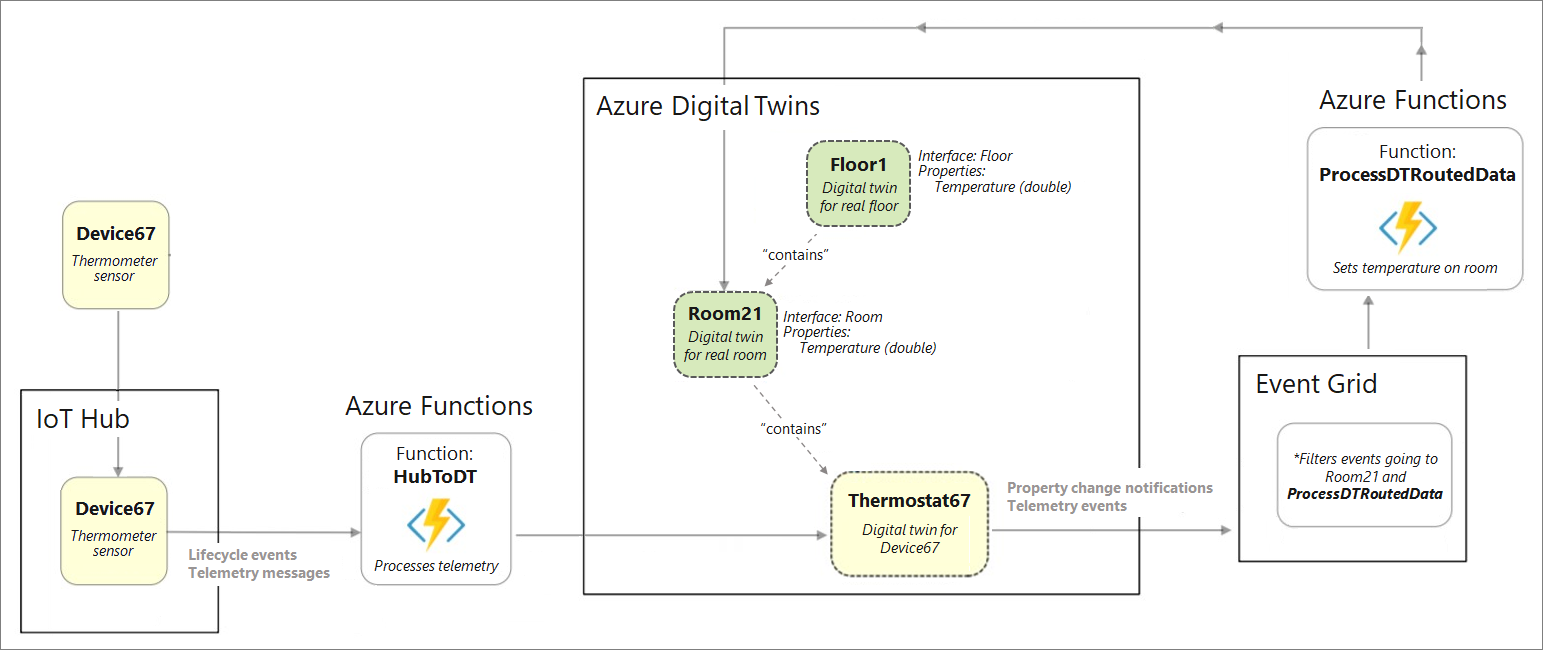 Device67
Thermometer
sensor
IoT Hub
Device67
Thermometer
sensor
Lifecycle events
Telemetry messages
Azure Functions
Function:
HubToDT
Processes telemetry
Azure Digital Twins
Floor1
Digital twin
for real floor
Interface: Floor
Properties:
Temperature (double)
“contains”
Room21
Digital twin
for real room
Interface: Room
Properties:
Temperature (double)
“contains”
Thermostat67
Digital twin for
Device67
Property change notifications
Telemetry events
Event Grid
*Filters events going to
Room21 and
ProcessDTRoutedData
Azure Functions
Function:
ProcessDTRoutedData
Sets temperature on room